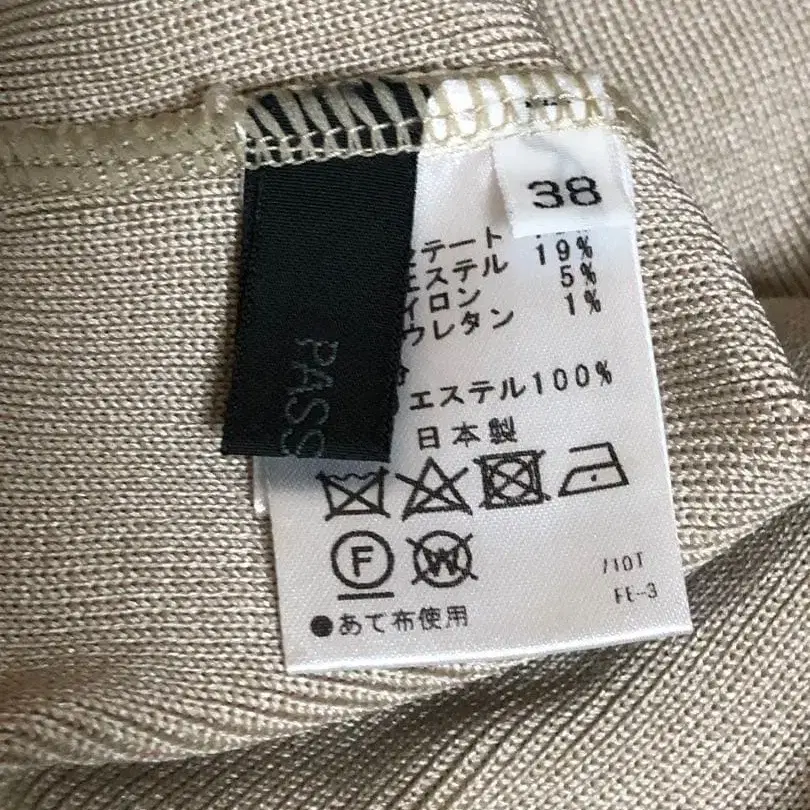 38
ステート
エステル 19%
イロン 5%
ウレタン 1%
エステル100%
日本製
F
W
●あて布使用
/10T
FE-3
PASS